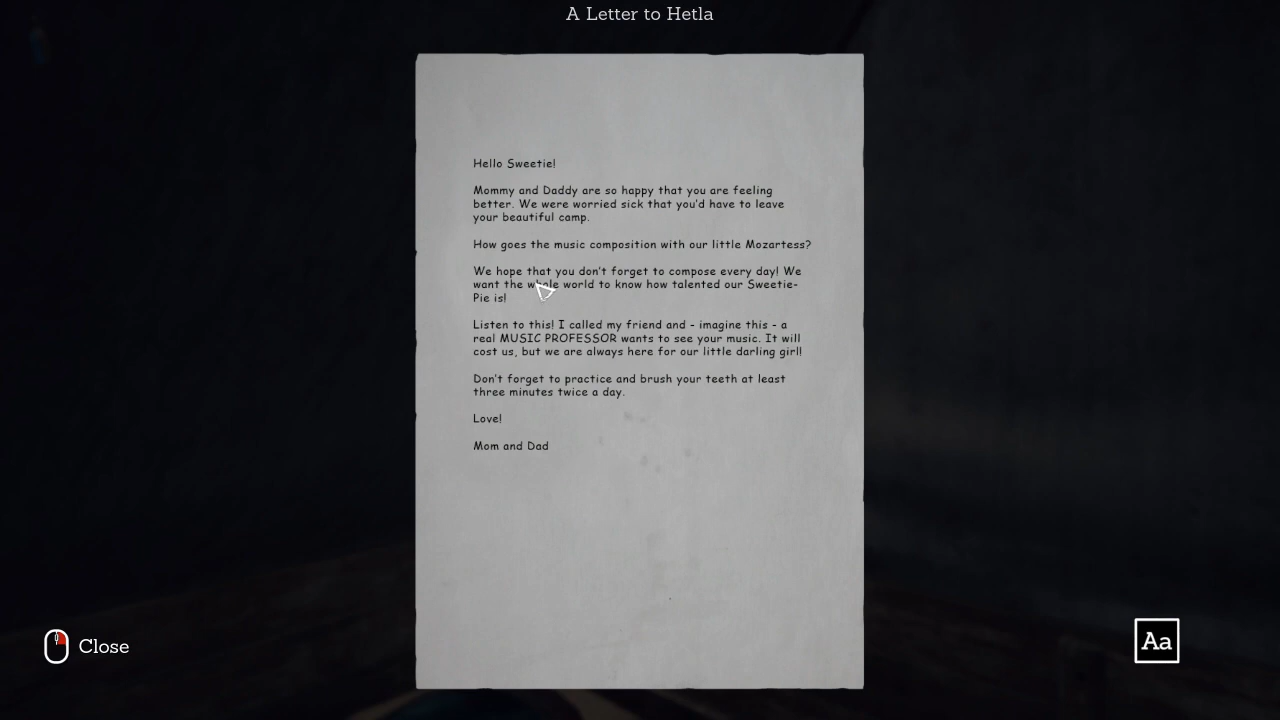 A Letter to Hetla
Hello Sweetie!
Mommy and Daddy are so happy that you are feeling
better. We were worried sick that you'd have to leave
your beautiful camp.
How goes the music composition with our little Mozartess?
We hope that you don't forget to compose every day! We
want the whole world to know how talented our Sweetie-
Pie is!
Listen to this! I called my friend and - imagine this - a
real MUSIC PROFESSOR wants to see your music. It will
cost us, but we are always here for our little darling girl!
Don't forget to practice and brush your teeth at least
three minutes twice a day.
Love!
Mom and Dad
Close
Aa